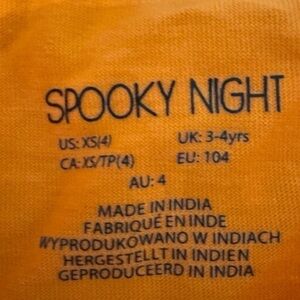 SPOOKY NIGHT
US: XS(4) UK: 3-4yrs
CA: XS/TP(4) EU: 104
AU: 4
MADE IN INDIA
FABRIQUÉ EN INDE
WYPRODUKOWANO W INDIACH
HERGESTELLT IN INDIEN
GEPRODUCEERD IN INDIA